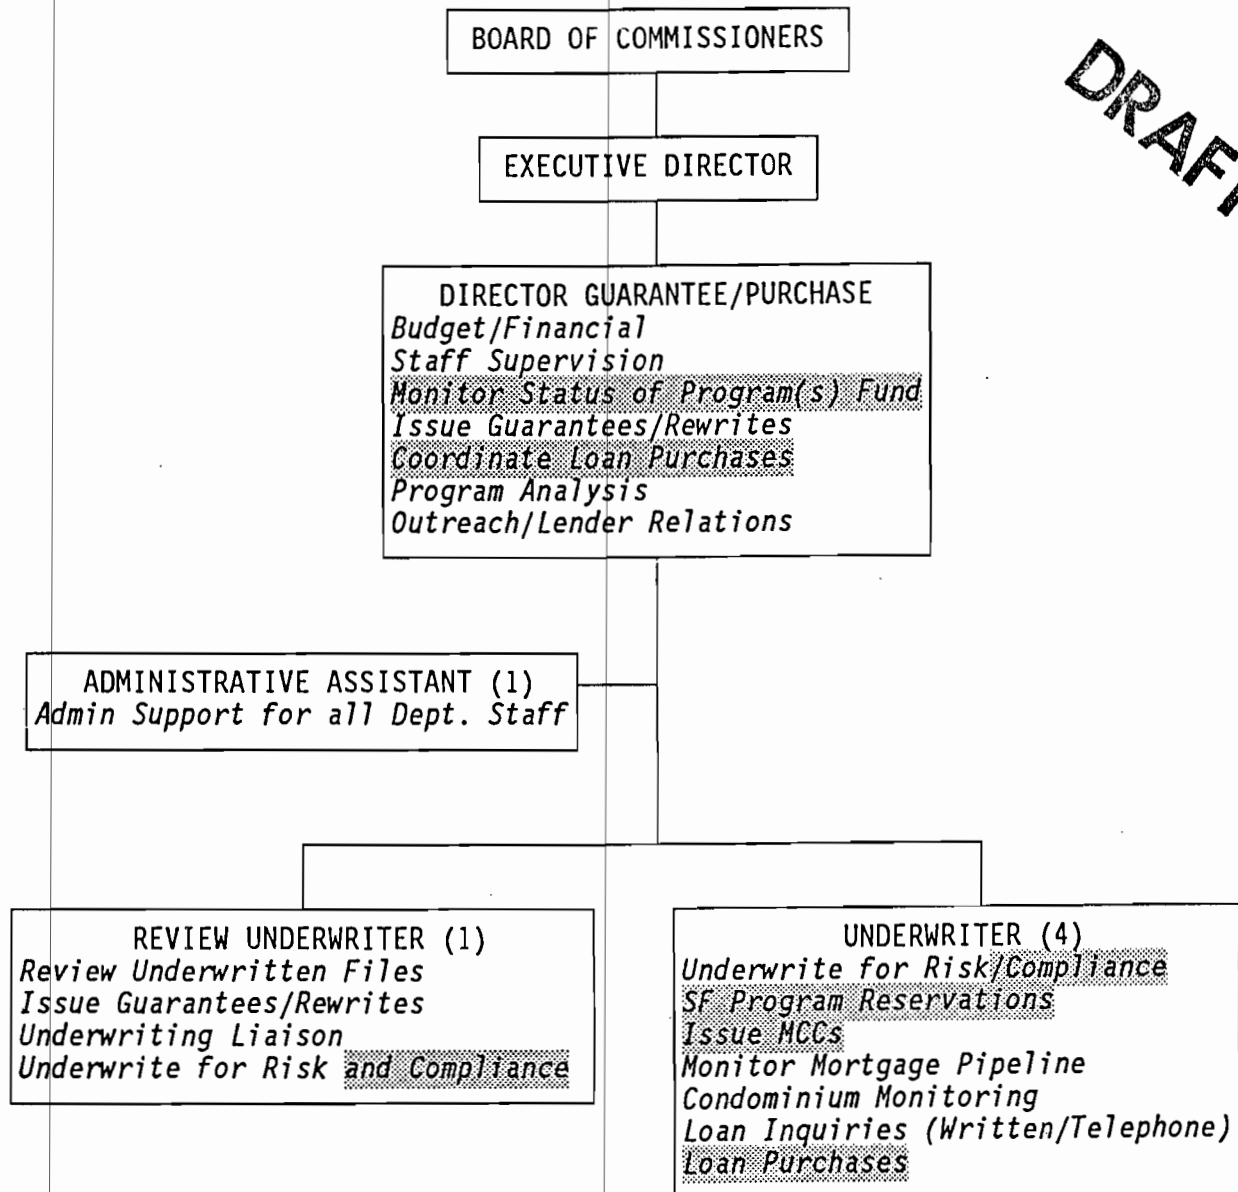 BOARD OF COMMISSIONERS
DRAFT
EXECUTIVE DIRECTOR
DIRECTOR GUARANTEE/PURCHASE
Budget/Financial
Staff Supervision
Monitor Status of Program(s) Fund
Issue Guarantees/Rewrites
Coordinate Loan Purchases
Program Analysis
Outreach/Lender Relations
ADMINISTRATIVE ASSISTANT (1)
Admin Support for all Dept. Staff
REVIEW UNDERWRITER (1)
Review Underwritten Files
Issue Guarantees/Rewrites
Underwriting Liaison
Underwrite for Risk and Compliance
UNDERWRITER (4)
Underwrite for Risk/Compliance
SF Program Reservations
Issue MCCs
Monitor Mortgage Pipeline
Condominium Monitoring
Loan Inquiries (Written/Telephone)
Loan Purchases